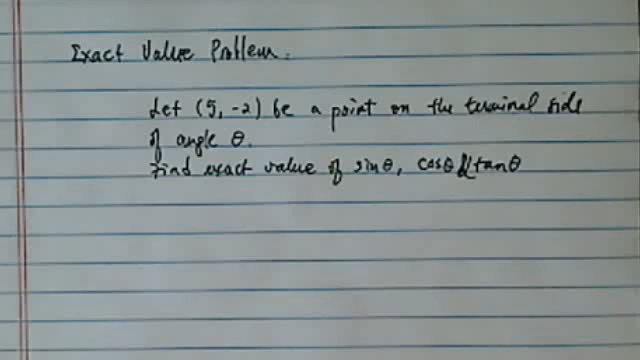 Exact Value Problem:
Let (5, -2) be a point on the terminal side
of angle θ.
Find exact value of sinθ, cosθ & tanθ